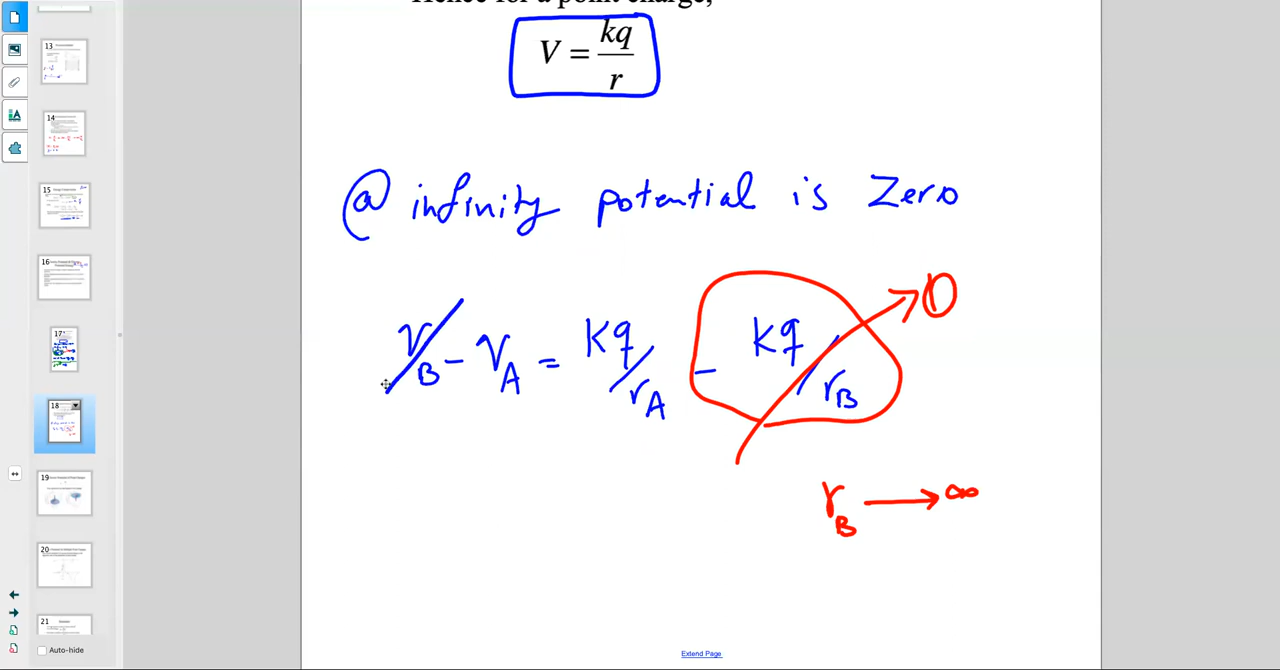 Hence for a point charge,
V = kq/r
@ infinity potential is Zero
V_B - V_A = kq/r_A - kq/r_B → 0
r_B → ∞
13
14
15
16
17
18
19
20
21
Auto-hide
Extend Page